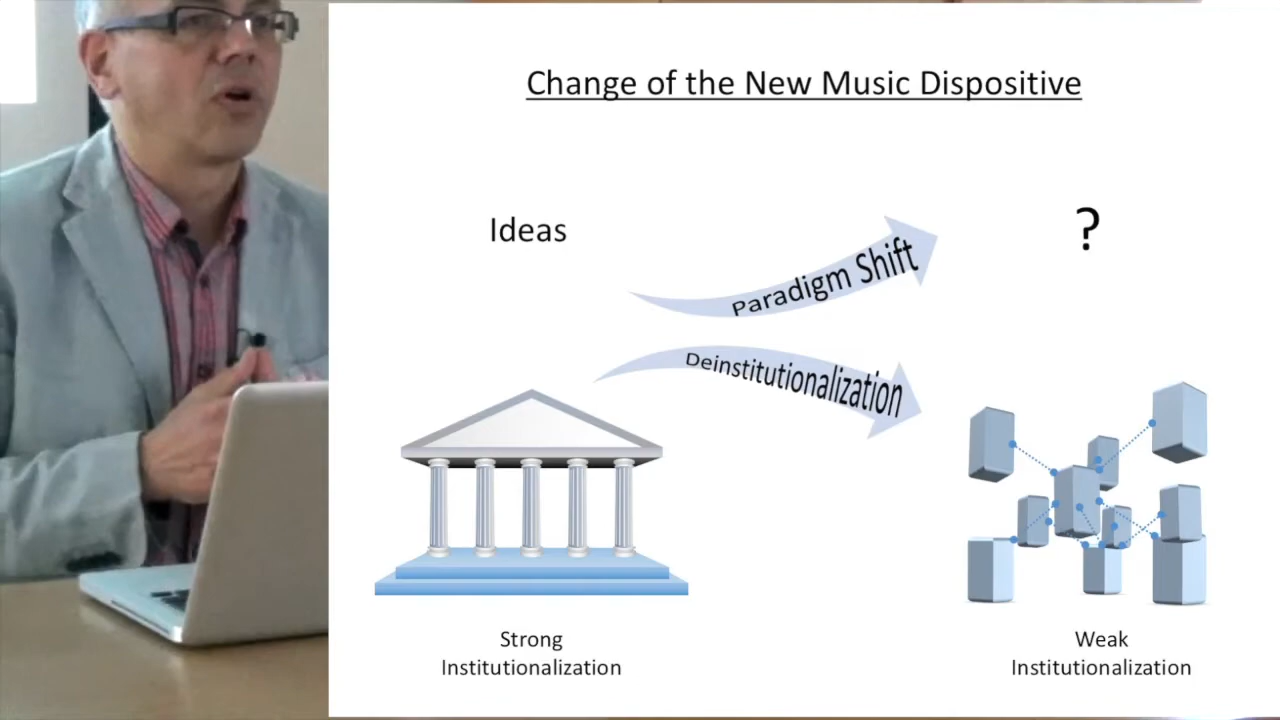 Change of the New Music Dispositive
Ideas
?
Paradigm Shift
Deinstitutionalization
Strong
Institutionalization
Weak
Institutionalization